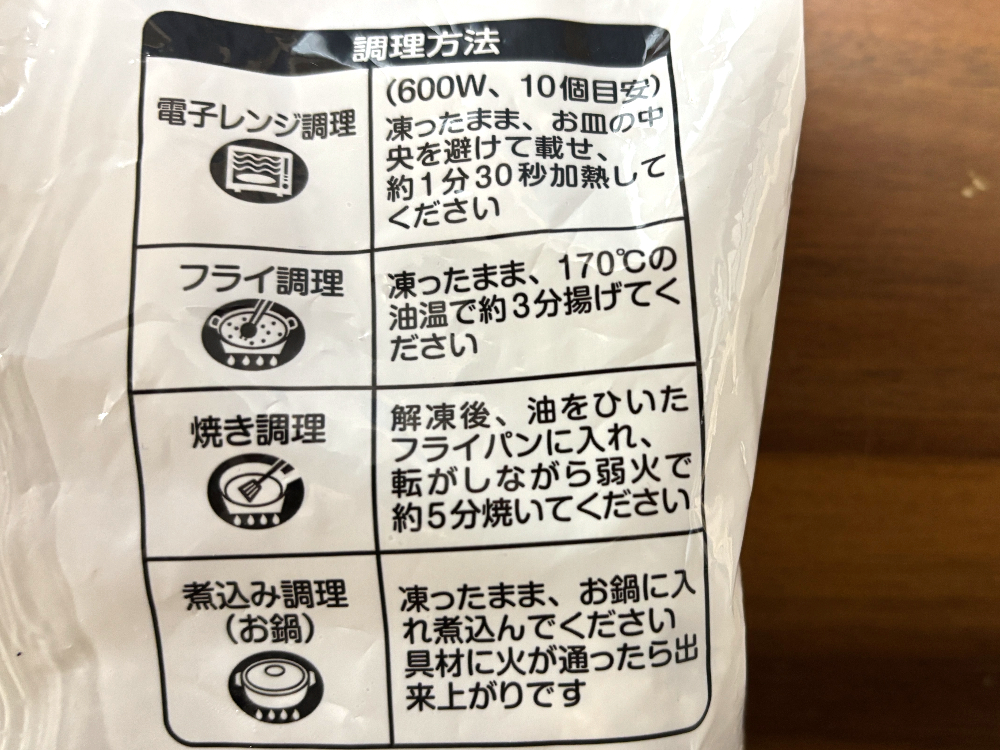 調理方法
電子レンジ調理
(600W、10個目安)
凍ったまま、お皿の中
央を避けて載せ、
約1分30秒加熱して
ください
フライ調理
凍ったまま、170℃の
油温で約3分揚げてく
ださい
焼き調理
解凍後、油をひいた
フライパンに入れ、
転がしながら弱火で
約5分焼いてください
煮込み調理
(お鍋)
凍ったまま、お鍋に入
れ煮込んでください
具材に火が通ったら出
来上がりです